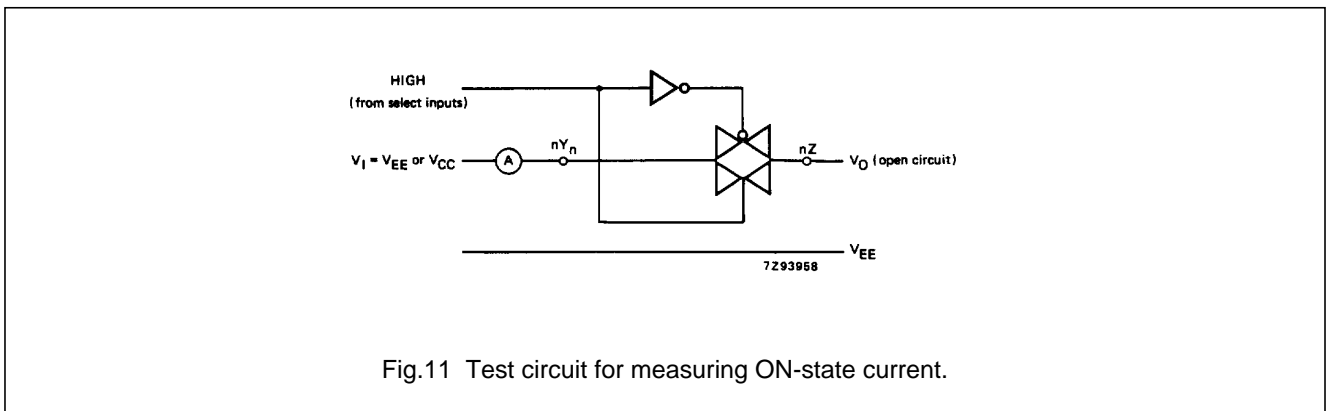 HIGH
(from select inputs)
V_I = V_EE or V_CC
A
nY_n
nZ
V_O (open circuit)
V_EE
7Z93958
Fig.11 Test circuit for measuring ON-state current.